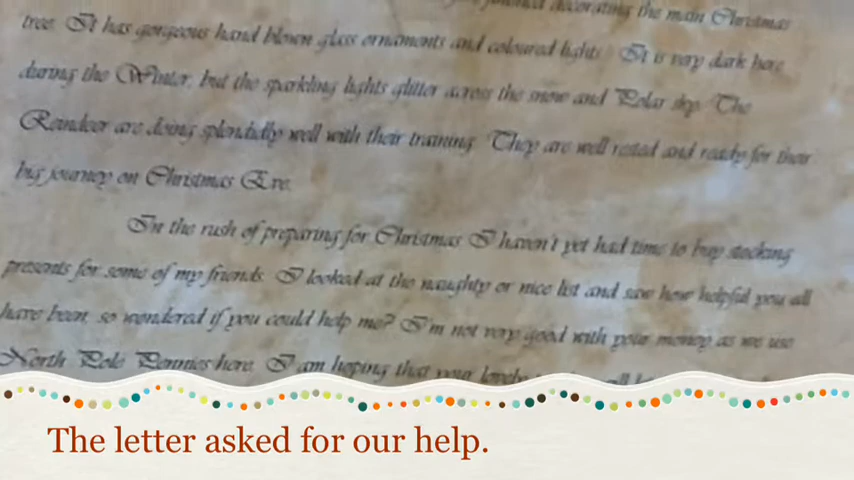 decorating the main Christmas
tree. It has gorgeous hand blown glass ornaments and coloured lights. It is very dark here
during the Winter, but the sparkling lights glitter across the snow and Polar sky. The
Reindeer are doing splendidly well with their training. They are well rested and ready for their
big journey on Christmas Eve.
In the rush of preparing for Christmas I haven't yet had time to buy stocking
presents for some of my friends. I looked at the naughty or nice list and saw how helpful you all
have been, so wondered if you could help me? I'm not very good with your money as we use
North Pole Pennies here. I am hoping that your lovely
The letter asked for our help.